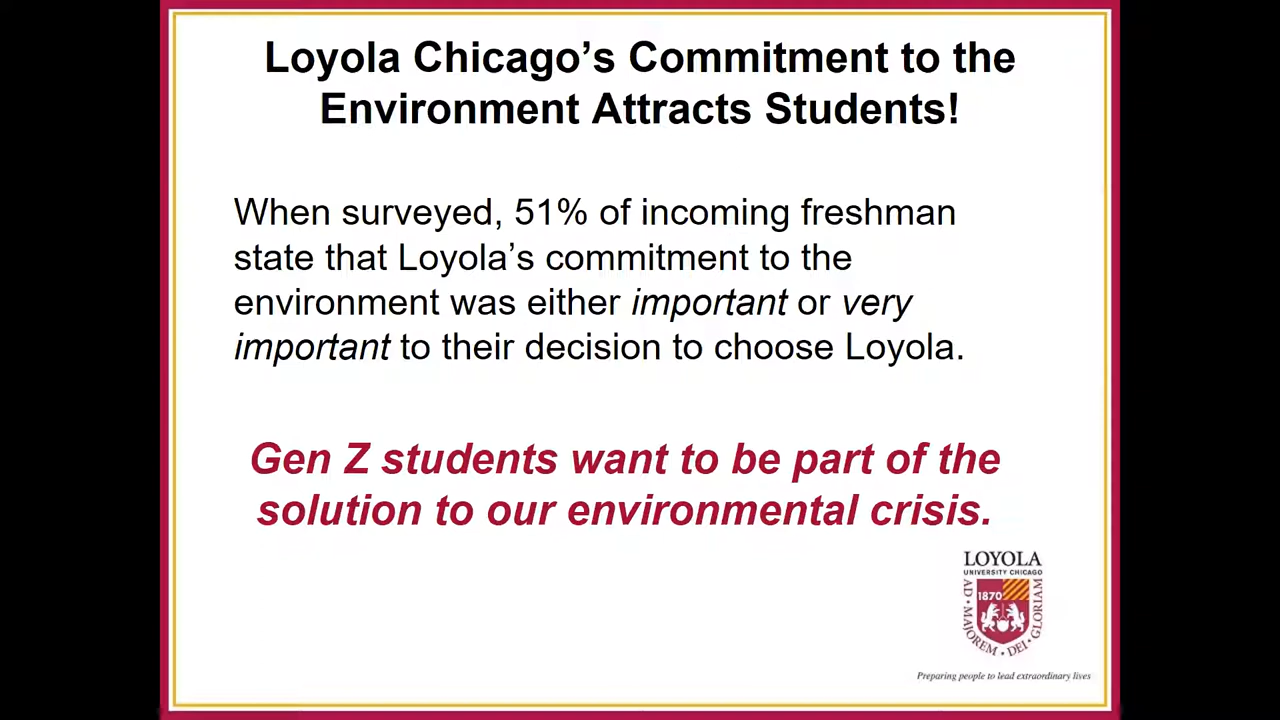 Loyola Chicago’s Commitment to the
Environment Attracts Students!
When surveyed, 51% of incoming freshman
state that Loyola’s commitment to the
environment was either important or very
important to their decision to choose Loyola.
Gen Z students want to be part of the
solution to our environmental crisis.
LOYOLA
UNIVERSITY CHICAGO
1870
AD • MAJOREM • DEI • GLORIAM
Preparing people to lead extraordinary lives